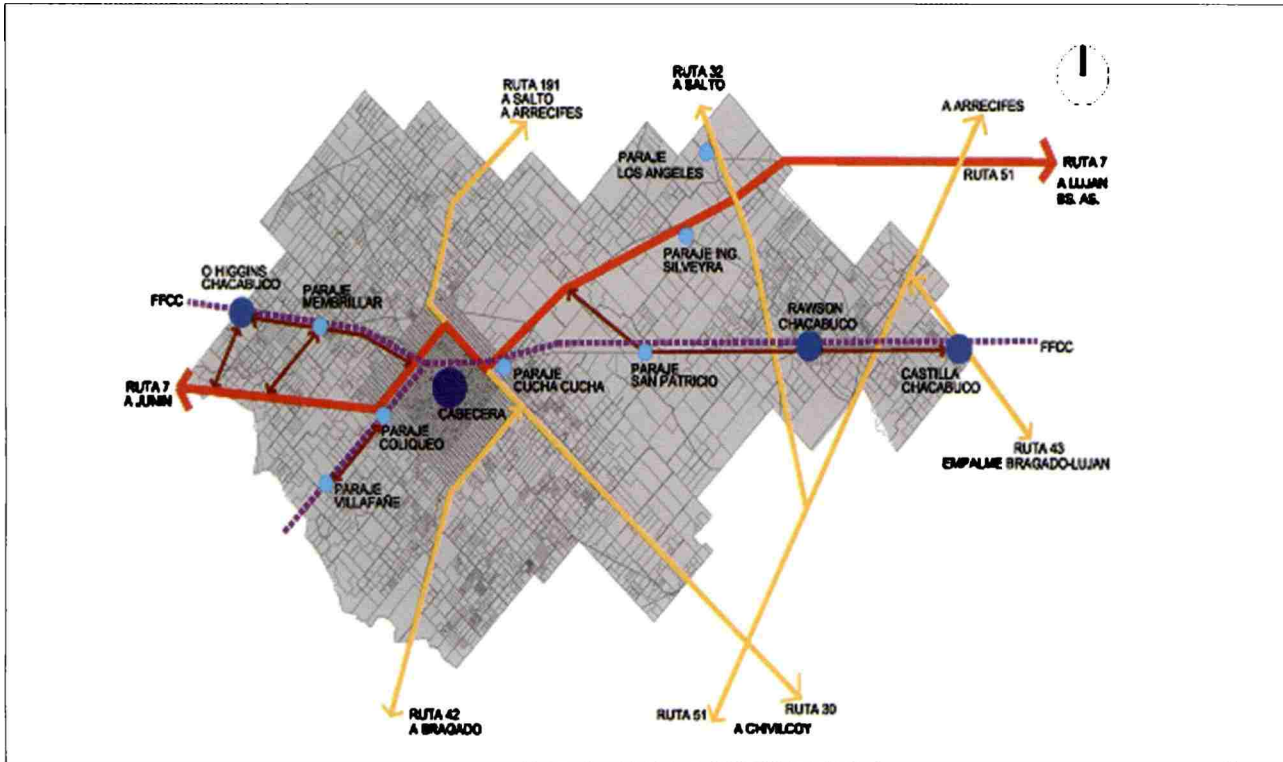 RUTA 191
A SALTO
A ARRECIFES
RUTA 32
A SALTO
A ARRECIFES
PARAJE
LOS ANGELES
RUTA 7
A LUJAN
BS. AS.
RUTA 51
PARAJE ING.
SILVEYRA
O HIGGINS
CHACABUCO
PARAJE
MEMBRILLAR
FFCC
RAWSON
CHACABUCO
FFCC
PARAJE
CUCHA CUCHA
PARAJE
SAN PATRICIO
CASTILLA
CHACABUCO
RUTA 7
A JUNIN
CABECERA
PARAJE
COLIQUEO
RUTA 43
EMPALME BRAGADO-LUJAN
PARAJE
VILLAFAÑE
RUTA 42
A BRAGADO
RUTA 51
RUTA 30
A CHIVILCOY